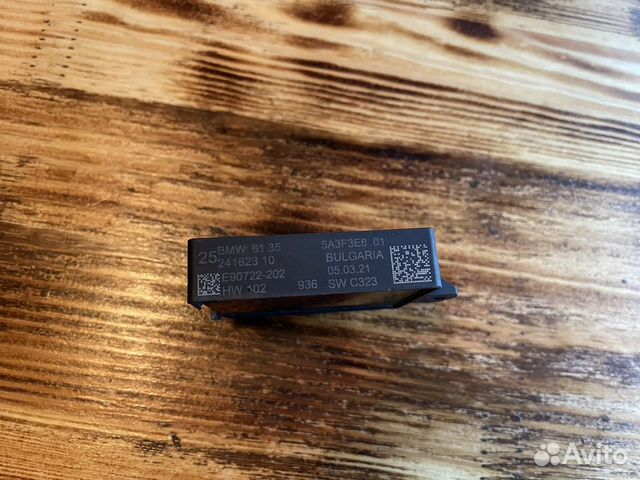 25 BMW: 61.35 5A3F3E8 01
241623 10 BULGARIA
E90722-202 05.03.21
HW 102 936 SW C323
Avito